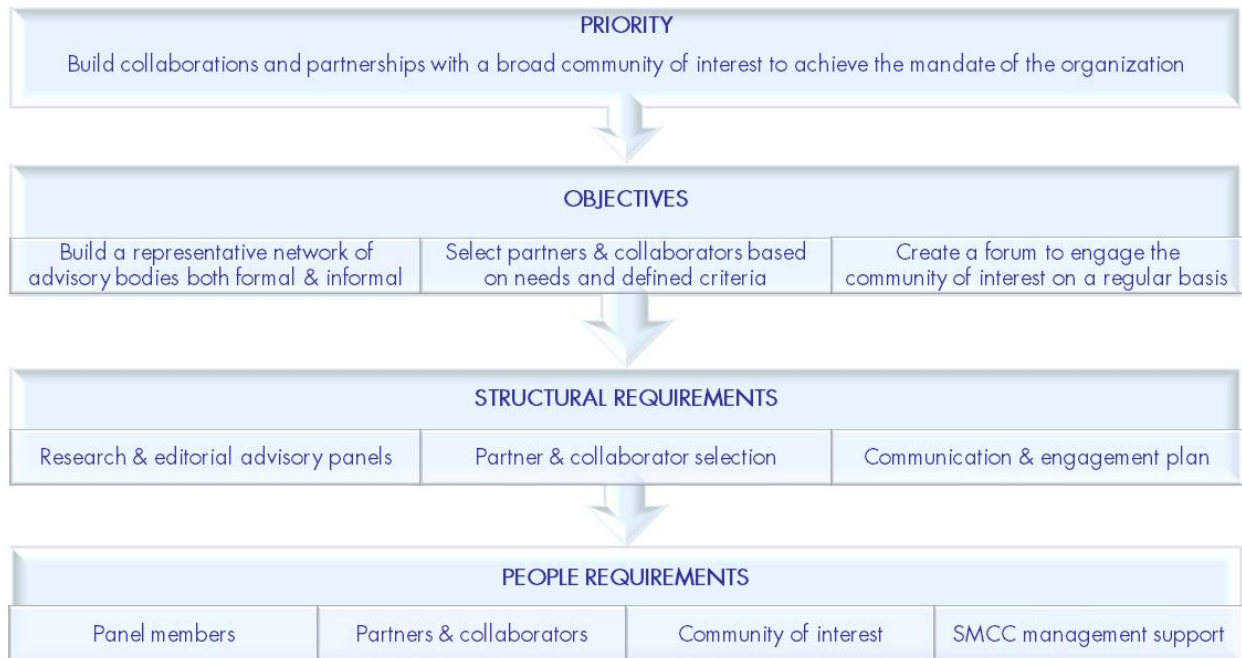 PRIORITY
Build collaborations and partnerships with a broad community of interest to achieve the mandate of the organization
OBJECTIVES
Build a representative network of
advisory bodies both formal & informal
Select partners & collaborators based
on needs and defined criteria
Create a forum to engage the
community of interest on a regular basis
STRUCTURAL REQUIREMENTS
Research & editorial advisory panels
Partner & collaborator selection
Communication & engagement plan
PEOPLE REQUIREMENTS
Panel members
Partners & collaborators
Community of interest
SMCC management support